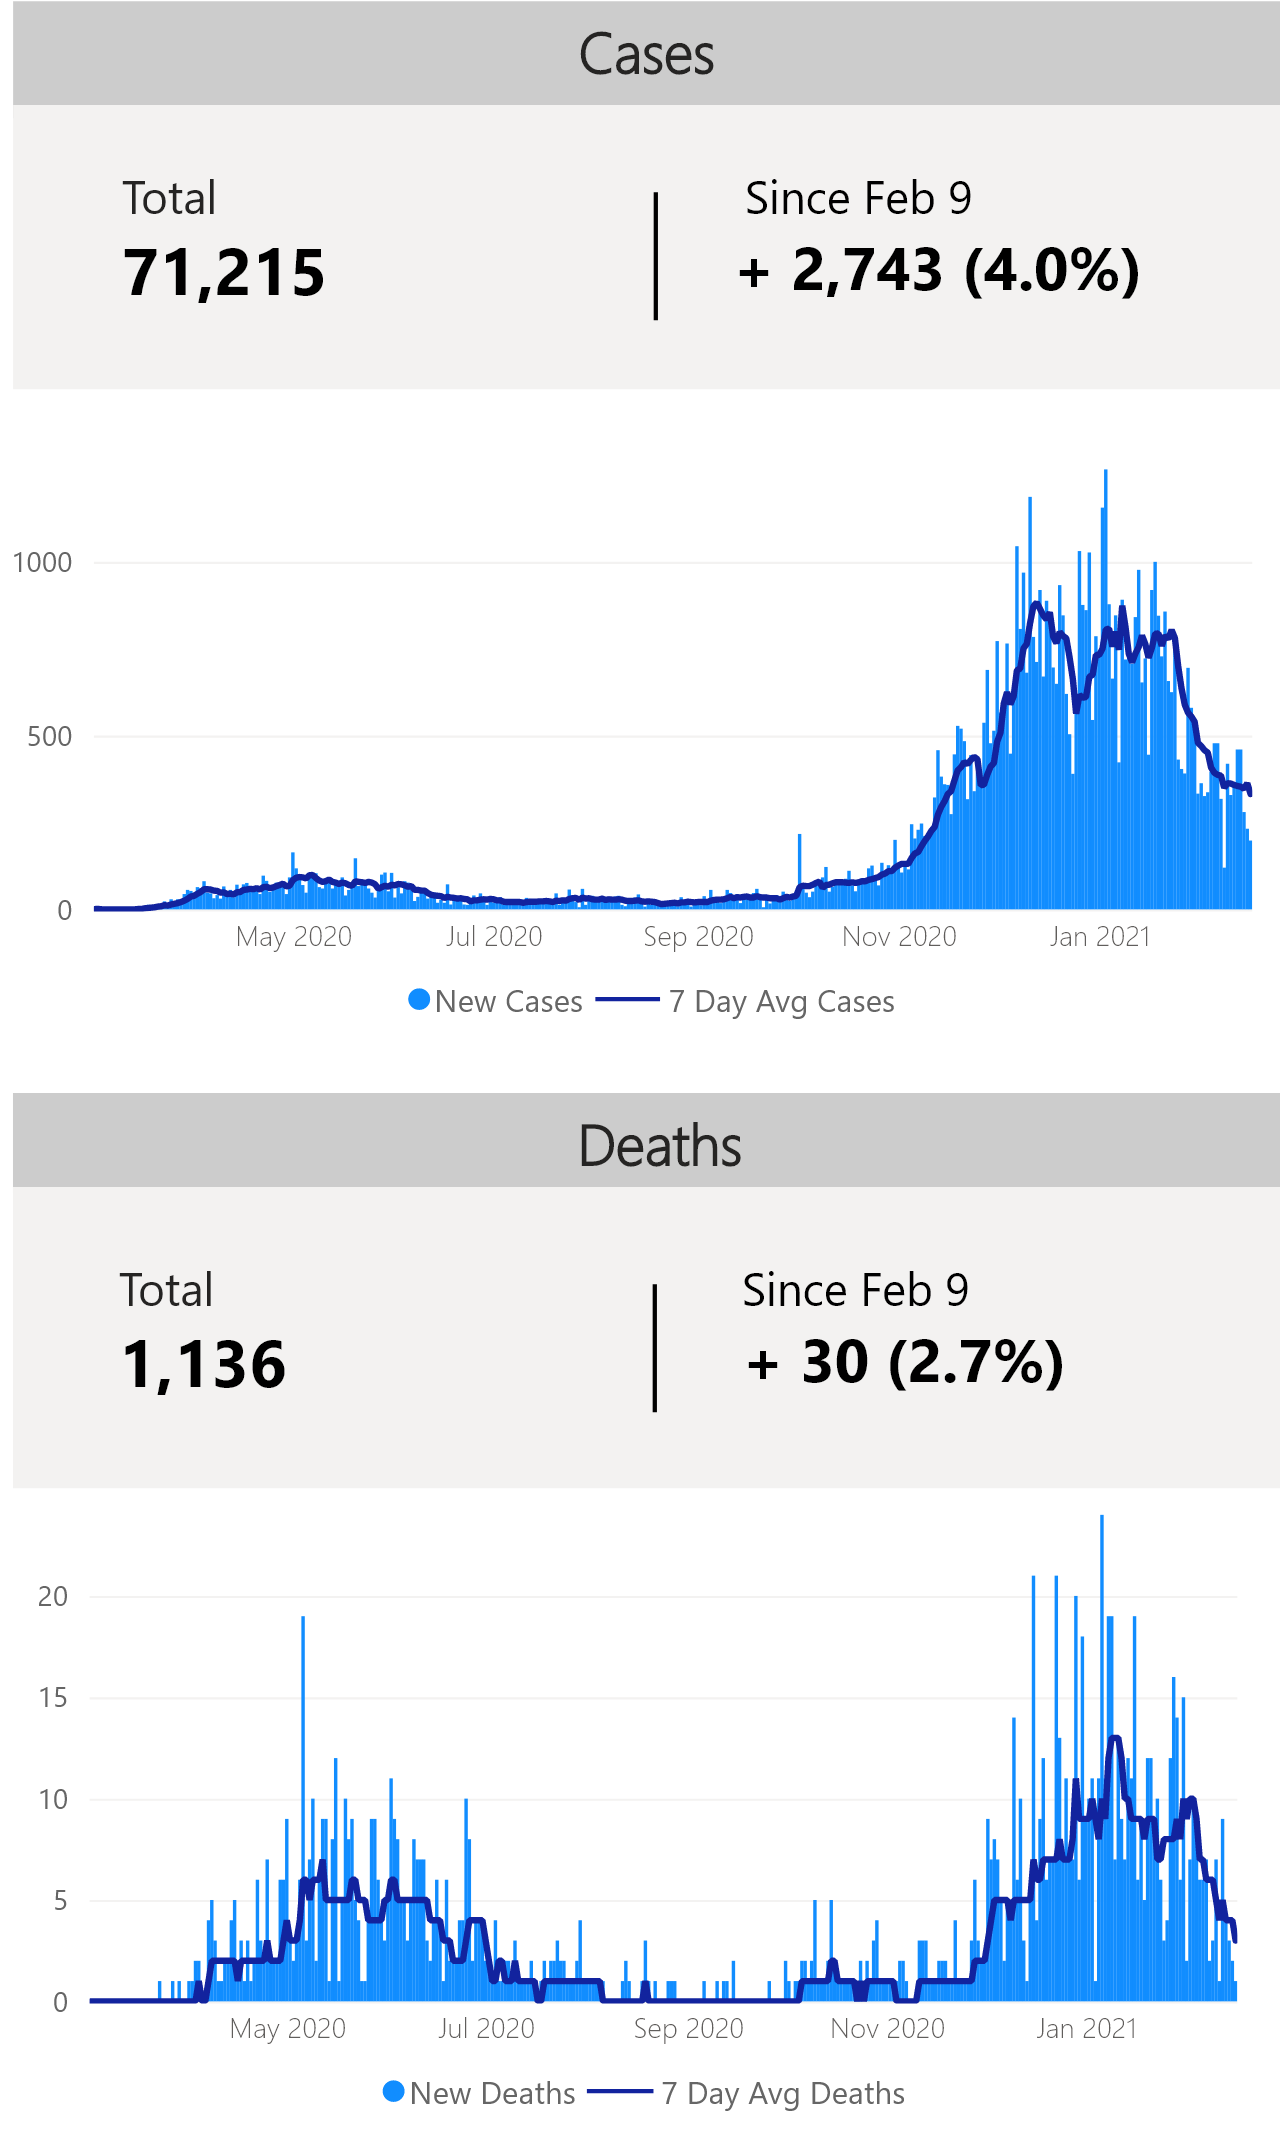 Cases
Total
Since Feb 9
71,215
+ 2,743 (4.0%)
1000
500
0
May 2020
Jul 2020
Sep 2020
Nov 2020
Jan 2021
New Cases
7 Day Avg Cases
Deaths
Total
Since Feb 9
1,136
+ 30 (2.7%)
20
15
10
5
0
May 2020
Jul 2020
Sep 2020
Nov 2020
Jan 2021
New Deaths
7 Day Avg Deaths